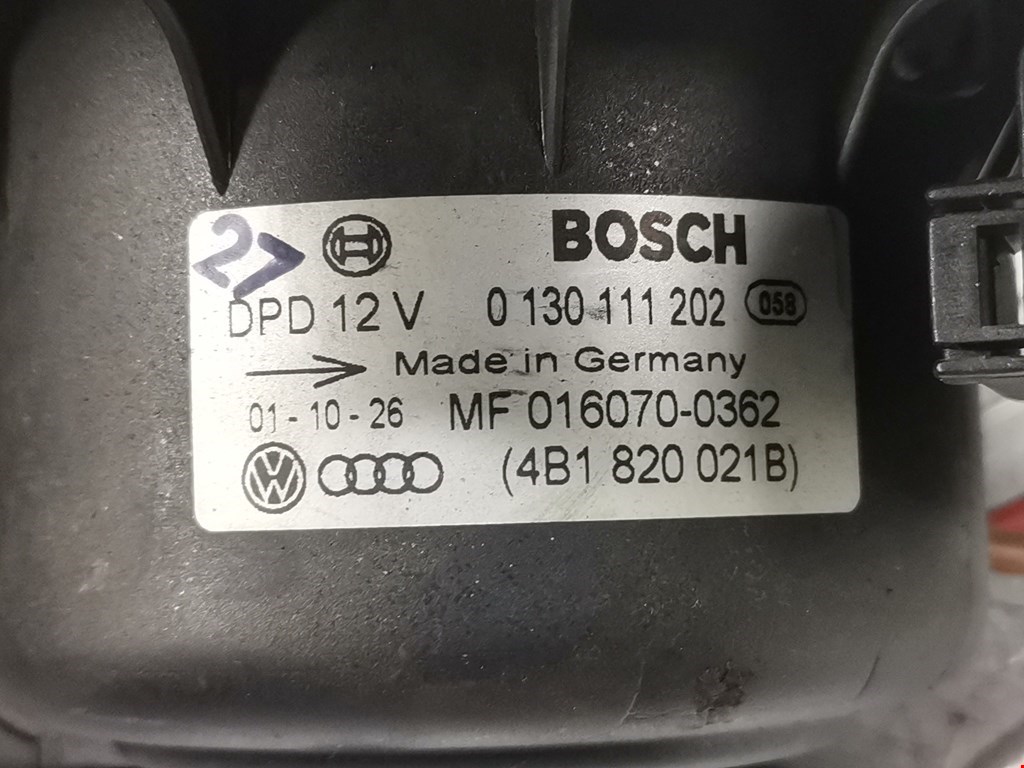 27 BOSCH
DPD 12 V 0 130 111 202 058
Made in Germany
01-10-26 MF 016070-0362
VW (4B1 820 021B)